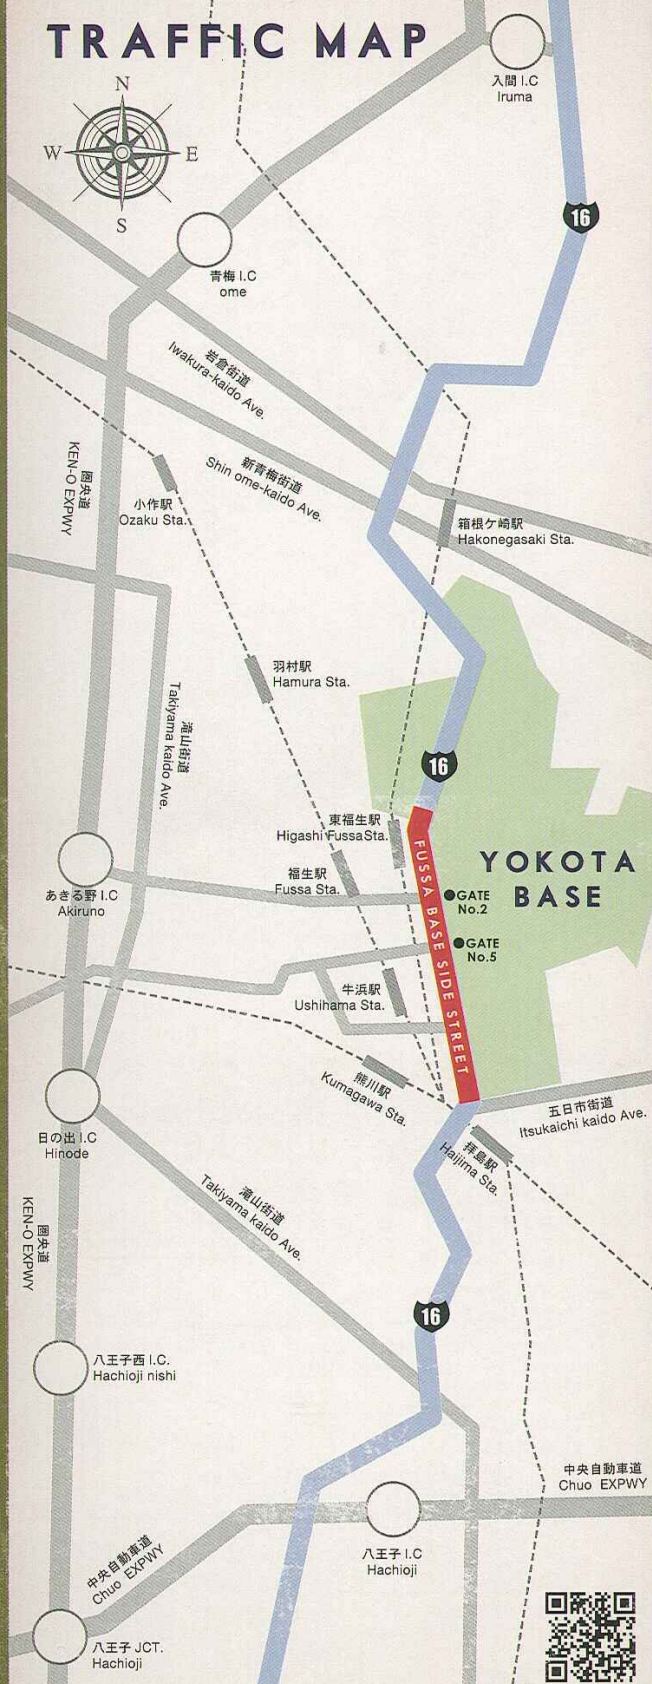 TRAFFIC MAP
N
W
E
S
入間 I.C
Iruma
16
青梅 I.C
ome
岩倉街道
Iwakura-kaido Ave.
新青梅街道
Shin ome-kaido Ave.
圏央道
KEN-O EXPWY
小作駅
Ozaku Sta.
箱根ケ崎駅
Hakonegasaki Sta.
羽村駅
Hamura Sta.
滝山街道
Takiyama kaido Ave.
16
東福生駅
Higashi FussaSta.
福生駅
Fussa Sta.
FUSSA BASE SIDE STREET
YOKOTA
BASE
GATE
No.2
GATE
No.5
あきる野 I.C
Akiruno
牛浜駅
Ushihama Sta.
熊川駅
Kumagawa Sta.
五日市街道
Itsukaichi kaido Ave.
拝島駅
Haijima Sta.
日の出 I.C
Hinode
滝山街道
Takiyama kaido Ave.
圏央道
KEN-O EXPWY
16
八王子西 I.C.
Hachioji nishi
中央自動車道
Chuo EXPWY
八王子 I.C
Hachioji
中央自動車道
Chuo EXPWY
八王子 JCT.
Hachioji